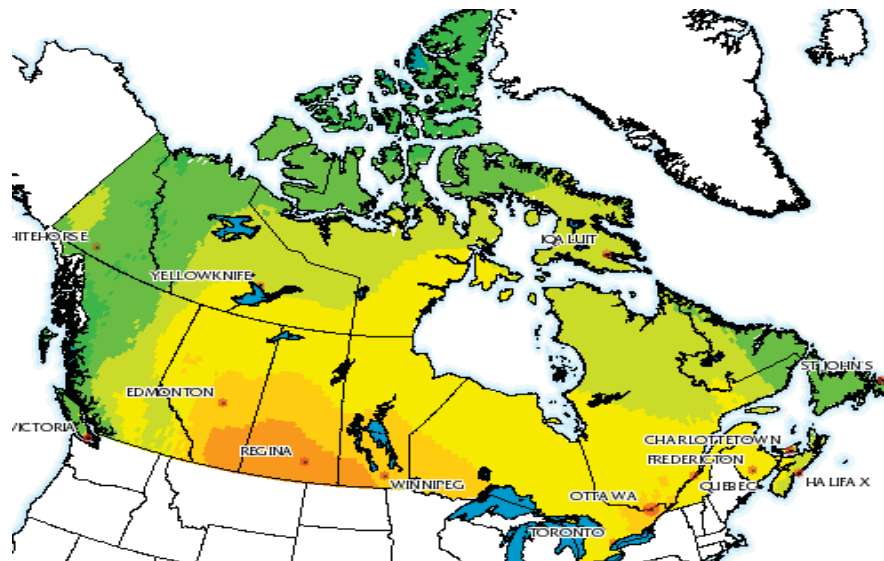 HITEHORSE
IQALUIT
YELLOWKNIFE
ST JOHN'S
EDMONTON
VICTORIA
CHARLOTTETOWN
REGINA
FREDERICTON
WINNIPEG
QUEBEC
HALIFAX
OTTAWA
TORONTO